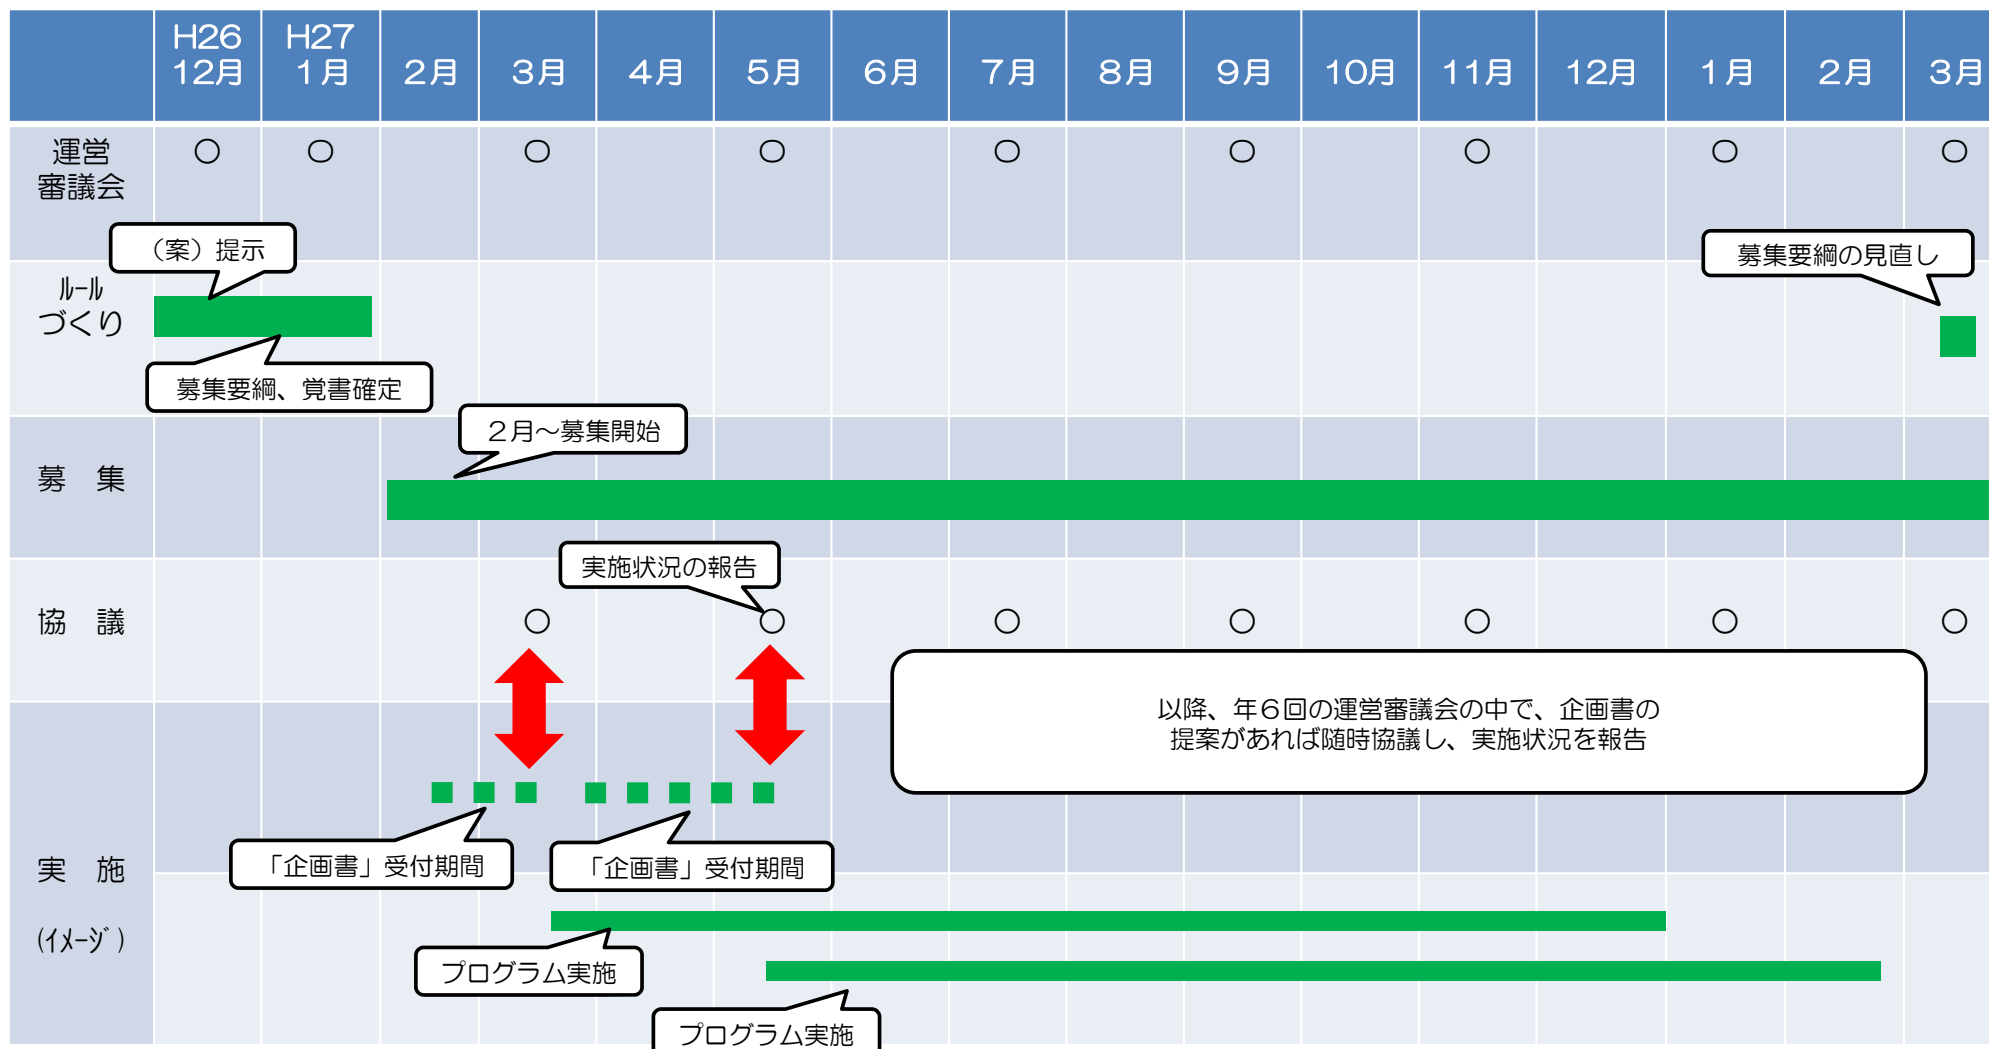 H26
12月
H27
1月
2月
3月
4月
5月
6月
7月
8月
9月
10月
11月
12月
1月
2月
3月
運営
審議会
○ ○ ○ ○ ○ ○ ○ ○ ○
（案）提示
募集要綱の見直し
ﾙｰﾙ
づくり
募集要綱、覚書確定
２月～募集開始
募　集
実施状況の報告
協　議
○ ○ ○ ○ ○ ○ ○
以降、年６回の運営審議会の中で、企画書の
提案があれば随時協議し、実施状況を報告
「企画書」受付期間
「企画書」受付期間
実　施
(ｲﾒｰｼﾞ)
プログラム実施
プログラム実施